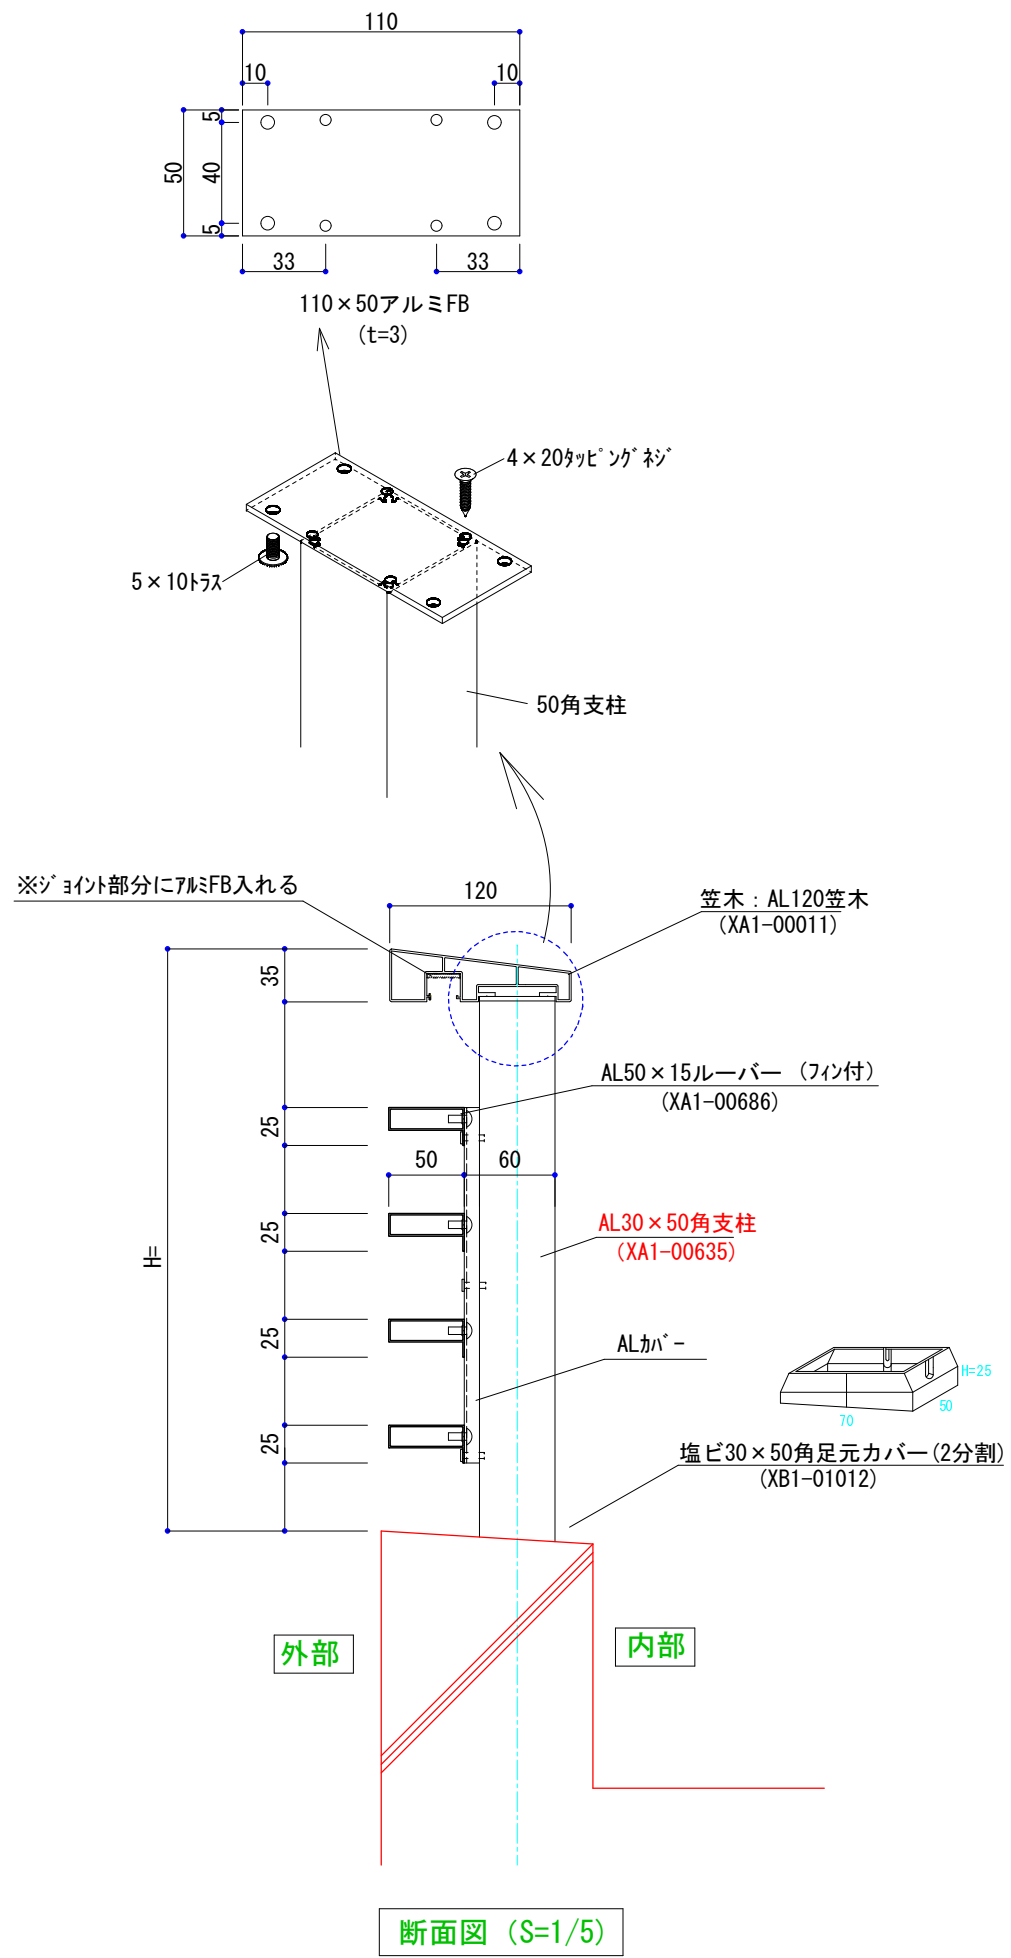 110
10
10
5
40
5
50
33
33
110×50アルミFB
(t=3)
4×20ﾀｯﾋﾟﾝｸﾞﾈｼﾞ
5×10ﾄﾗｽ
50角支柱
※ｼﾞｮｲﾝﾄ部分にｱﾙﾐFB入れる
120
笠木：AL120笠木
(XA1-00011)
35
AL50×15ルーバー（ﾌｨﾝ付）
(XA1-00686)
25
50
60
25
AL30×50角支柱
(XA1-00635)
H=
25
ALｶﾊﾞｰ
H=25
50
70
25
塩ビ30×50角足元カバー(2分割)
(XB1-01012)
外部
内部
断面図（S=1/5）